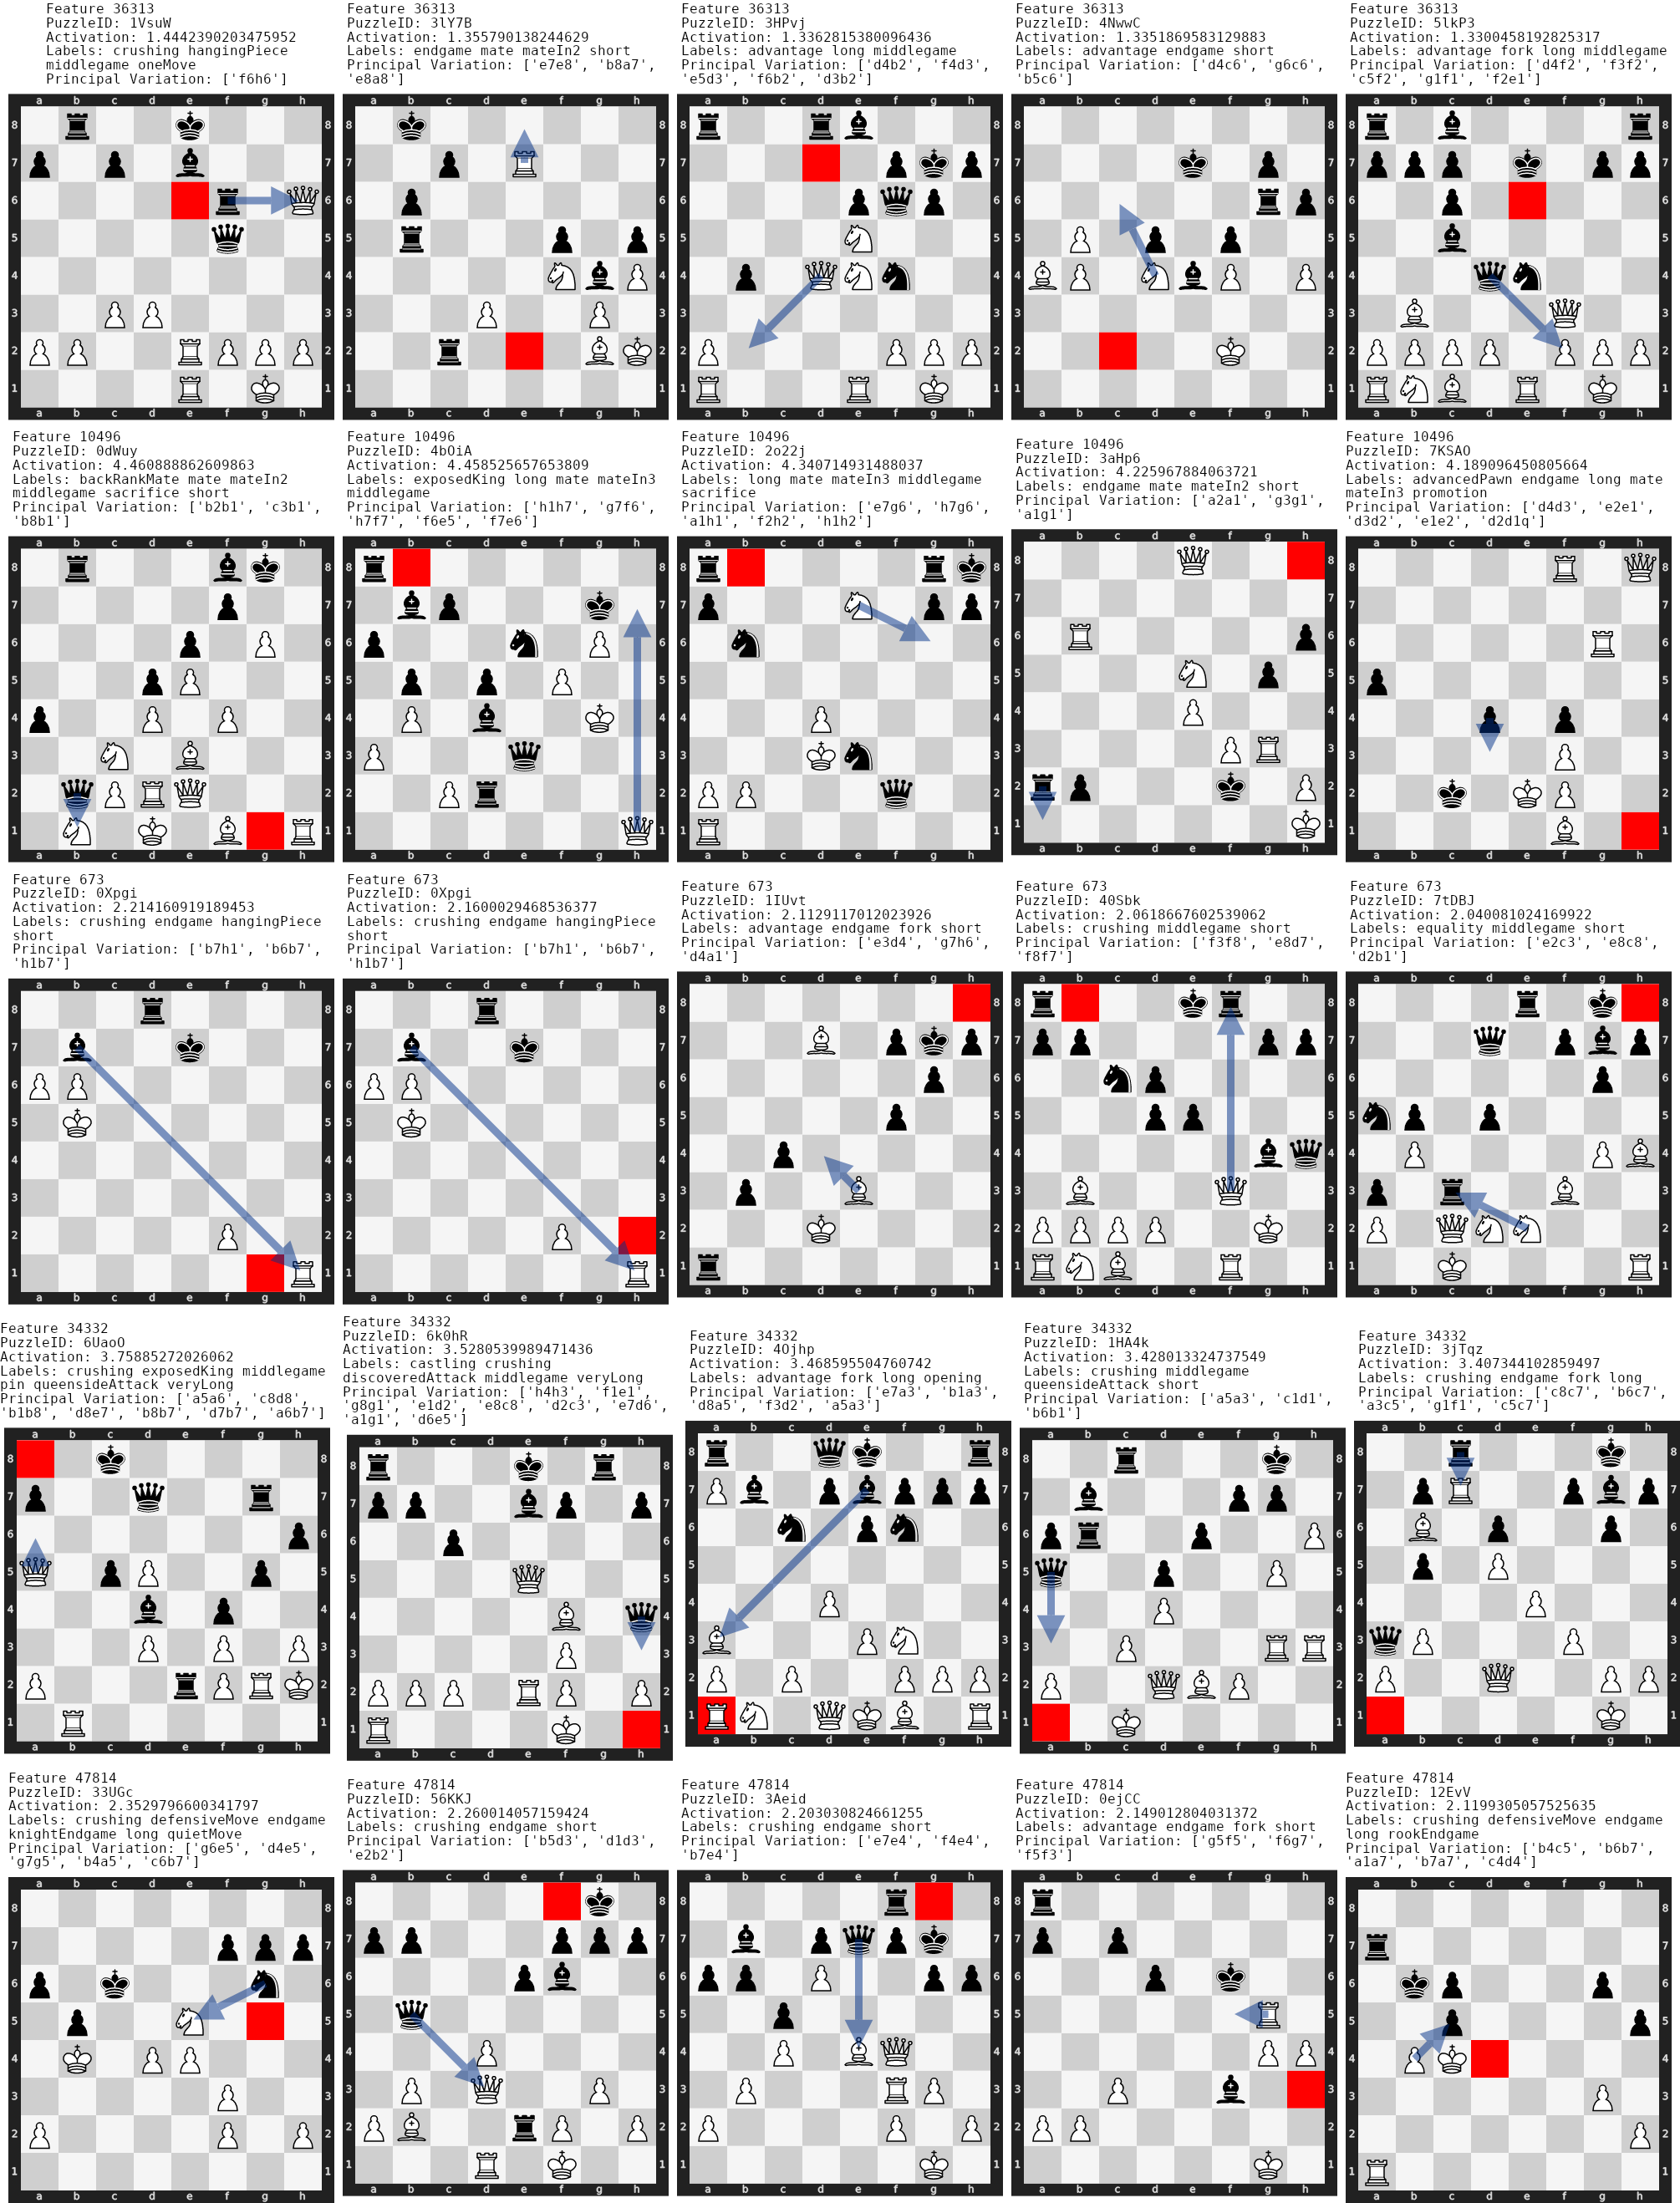 Feature 36313
PuzzleID: 1VsuW
Activation: 1.4442390203475952
Labels: crushing hangingPiece
middlegame oneMove
Principal Variation: ['f6h6']
Feature 36313
PuzzleID: 3lY7B
Activation: 1.355790138244629
Labels: endgame mate mateIn2 short
Principal Variation: ['e7e8', 'b8a7',
'e8a8']
Feature 36313
PuzzleID: 3HPvj
Activation: 1.3362815380096436
Labels: advantage long middlegame
Principal Variation: ['d4b2', 'f4d3',
'e5d3', 'f6b2', 'd3b2']
Feature 36313
PuzzleID: 4NwwC
Activation: 1.3351869583129883
Labels: advantage endgame short
Principal Variation: ['d4c6', 'g6c6',
'b5c6']
Feature 36313
PuzzleID: 5lkP3
Activation: 1.3300458192825317
Labels: advantage fork long middlegame
Principal Variation: ['d4f2', 'f3f2',
'c5f2', 'g1f1', 'f2e1']
Feature 10496
PuzzleID: 0dWuy
Activation: 4.460888862609863
Labels: backRankMate mate mateIn2
middlegame sacrifice short
Principal Variation: ['b2b1', 'c3b1',
'b8b1']
Feature 10496
PuzzleID: 4bOiA
Activation: 4.458525657653809
Labels: exposedKing long mate mateIn3
middlegame
Principal Variation: ['h1h7', 'g7f6',
'h7f7', 'f6e5', 'f7e6']
Feature 10496
PuzzleID: 2o22j
Activation: 4.340714931488037
Labels: long mate mateIn3 middlegame
sacrifice
Principal Variation: ['e7g6', 'h7g6',
'a1h1', 'f2h2', 'h1h2']
Feature 10496
PuzzleID: 3aHp6
Activation: 4.225967884063721
Labels: endgame mate mateIn2 short
Principal Variation: ['a2a1', 'g3g1',
'a1g1']
Feature 10496
PuzzleID: 7KSAO
Activation: 4.189096450805664
Labels: advancedPawn endgame long mate
mateIn3 promotion
Principal Variation: ['d4d3', 'e2e1',
'd3d2', 'e1e2', 'd2d1q']
Feature 673
PuzzleID: 0Xpgi
Activation: 2.214160919189453
Labels: crushing endgame hangingPiece
short
Principal Variation: ['b7h1', 'b6b7',
'h1b7']
Feature 673
PuzzleID: 0Xpgi
Activation: 2.1600029468536377
Labels: crushing endgame hangingPiece
short
Principal Variation: ['b7h1', 'b6b7',
'h1b7']
Feature 673
PuzzleID: 1IUvt
Activation: 2.1129117012023926
Labels: advantage endgame fork short
Principal Variation: ['e3d4', 'g7h6',
'd4a1']
Feature 673
PuzzleID: 40Sbk
Activation: 2.0618667602539062
Labels: crushing middlegame short
Principal Variation: ['f3f8', 'e8d7',
'f8f7']
Feature 673
PuzzleID: 7tDBJ
Activation: 2.040081024169922
Labels: equality middlegame short
Principal Variation: ['e2c3', 'e8c8',
'd2b1']
Feature 34332
PuzzleID: 6UaoO
Activation: 3.75885272026062
Labels: crushing exposedKing middlegame
pin queensideAttack veryLong
Principal Variation: ['a5a6', 'c8d8',
'b1b8', 'd8e7', 'b8b7', 'd7b7', 'a6b7']
Feature 34332
PuzzleID: 6k0hR
Activation: 3.5280539989471436
Labels: castling crushing
discoveredAttack middlegame veryLong
Principal Variation: ['h4h3', 'f1e1',
'g8g1', 'e1d2', 'e8c8', 'd2c3', 'e7d6',
'a1g1', 'd6e5']
Feature 34332
PuzzleID: 4Ojhp
Activation: 3.468595504760742
Labels: advantage fork long opening
Principal Variation: ['e7a3', 'b1a3',
'd8a5', 'f3d2', 'a5a3']
Feature 34332
PuzzleID: 1HA4k
Activation: 3.428013324737549
Labels: crushing middlegame
queensideAttack short
Principal Variation: ['a5a3', 'c1d1',
'b6b1']
Feature 34332
PuzzleID: 3jTqz
Activation: 3.407344102859497
Labels: crushing endgame fork long
Principal Variation: ['c8c7', 'b6c7',
'a3c5', 'g1f1', 'c5c7']
Feature 47814
PuzzleID: 33UGc
Activation: 2.3529796600341797
Labels: crushing defensiveMove endgame
knightEndgame long quietMove
Principal Variation: ['g6e5', 'd4e5',
'g7g5', 'b4a5', 'c6b7']
Feature 47814
PuzzleID: 56KKJ
Activation: 2.260014057159424
Labels: crushing endgame short
Principal Variation: ['b5d3', 'd1d3',
'e2b2']
Feature 47814
PuzzleID: 3Aeid
Activation: 2.203030824661255
Labels: crushing endgame short
Principal Variation: ['e7e4', 'f4e4',
'b7e4']
Feature 47814
PuzzleID: 0ejCC
Activation: 2.149012804031372
Labels: advantage endgame fork short
Principal Variation: ['g5f5', 'f6g7',
'f5f3']
Feature 47814
PuzzleID: 12EvV
Activation: 2.1199305057525635
Labels: crushing defensiveMove endgame
long rookEndgame
Principal Variation: ['b4c5', 'b6b7',
'a1a7', 'b7a7', 'c4d4']